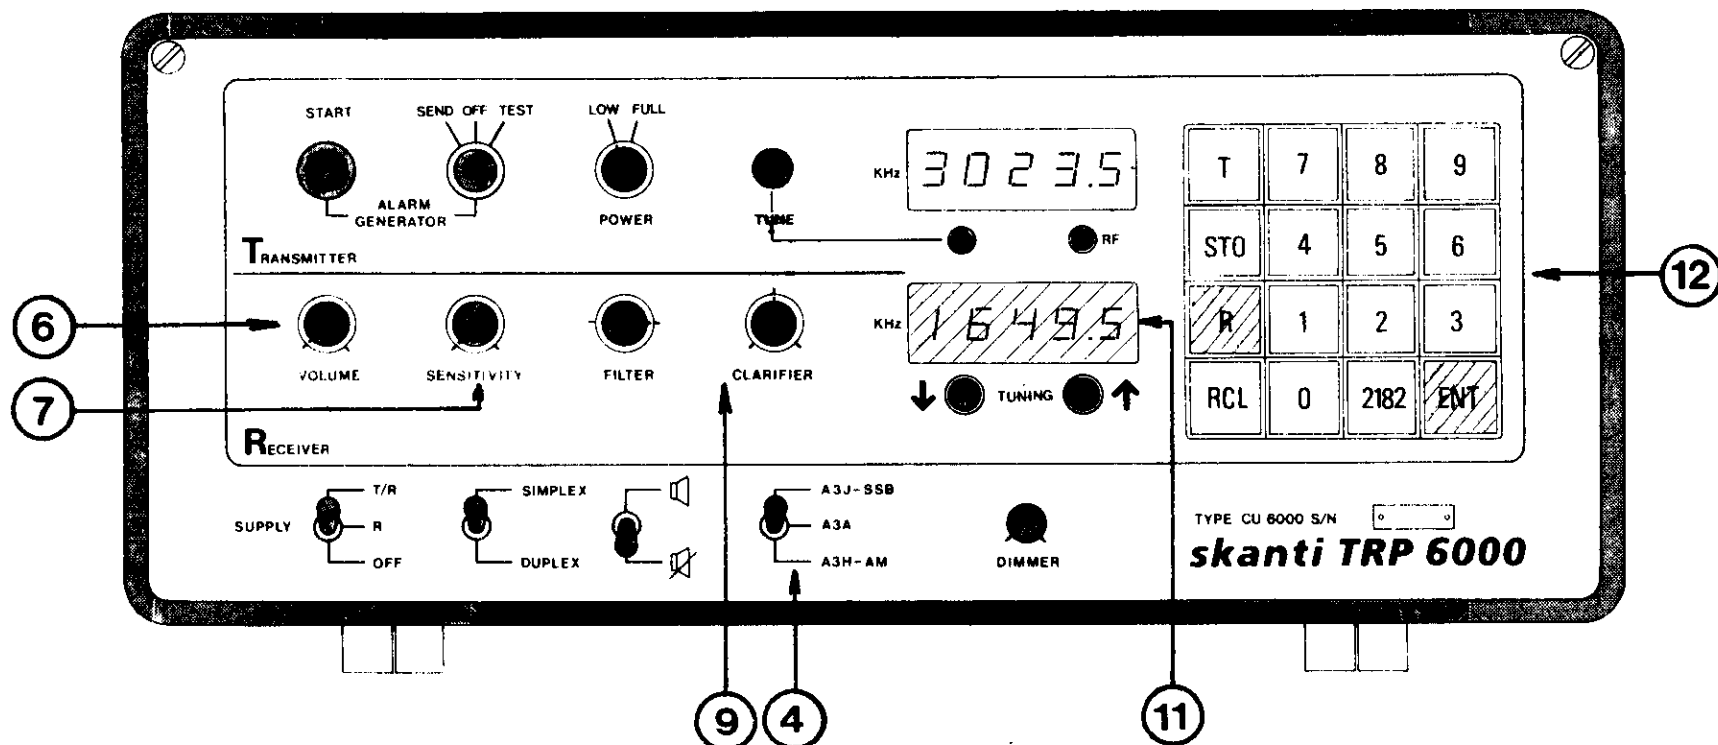 START
SEND OFF TEST
LOW FULL
ALARM
GENERATOR
POWER
TUNE
KHz
3023.5
RF
TRANSMITTER
T 7 8 9
STO 4 5 6
R 1 2 3
RCL 0 2182 ENT
12
6
7
VOLUME
SENSITIVITY
FILTER
CLARIFIER
KHz
1649.5
TUNING
11
RECEIVER
SUPPLY
T/R
R
OFF
SIMPLEX
DUPLEX
A3J-SSB
A3A
A3H-AM
DIMMER
TYPE CU 6000 S/N
skanti TRP 6000
9
4